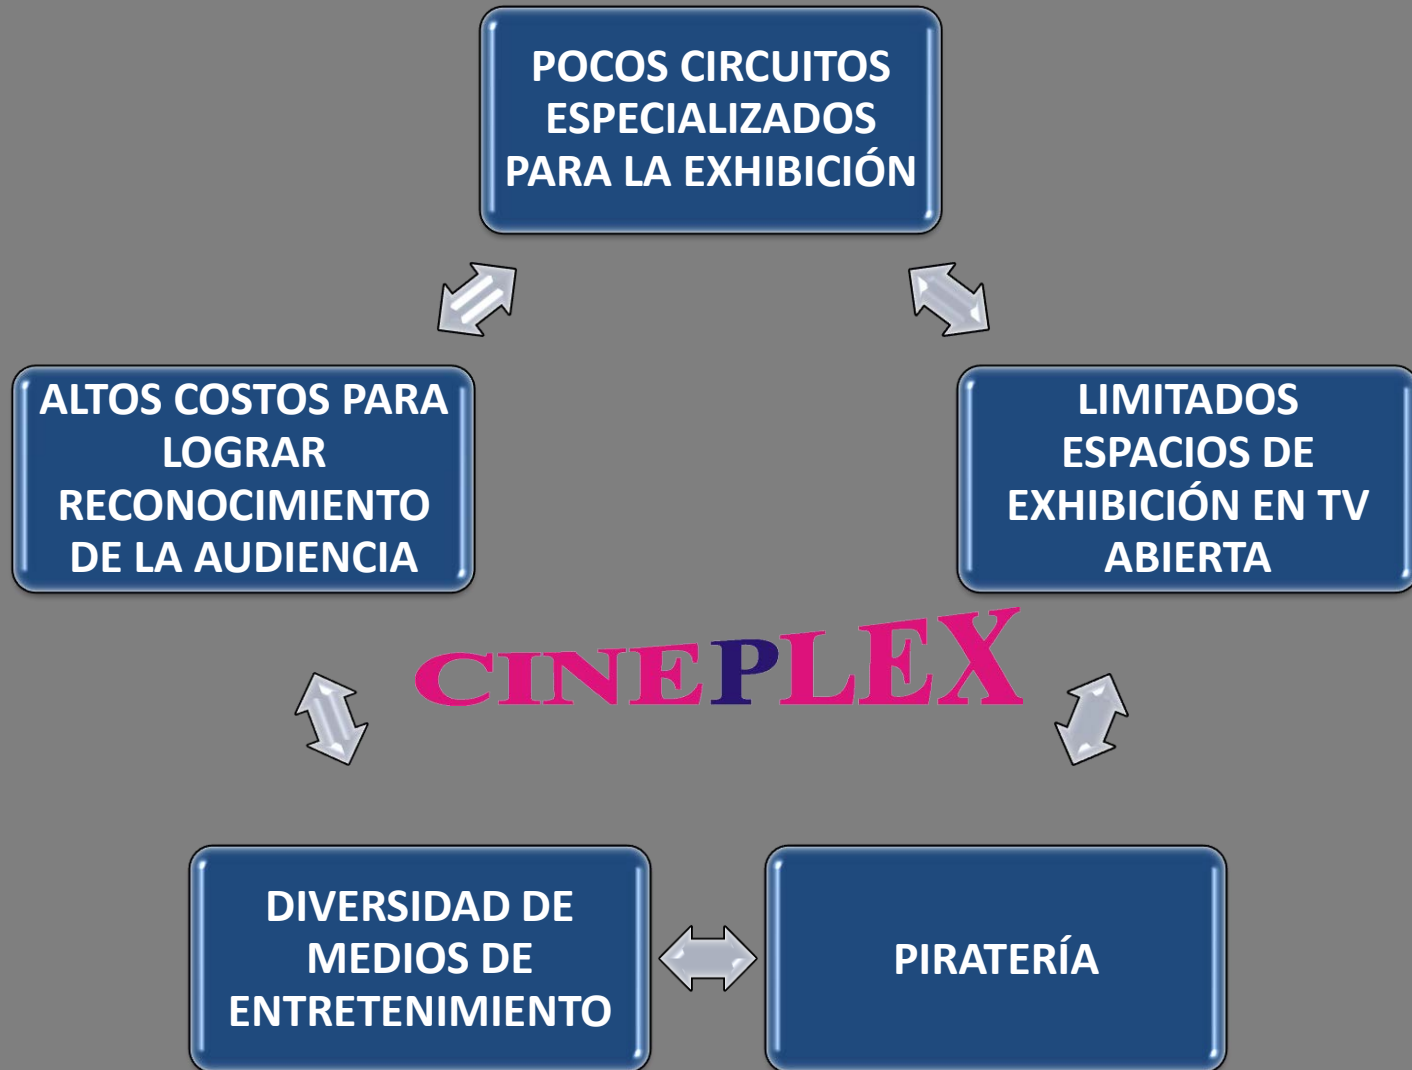 POCOS CIRCUITOS
ESPECIALIZADOS
PARA LA EXHIBICIÓN
ALTOS COSTOS PARA
LOGRAR
RECONOCIMIENTO
DE LA AUDIENCIA
LIMITADOS
ESPACIOS DE
EXHIBICIÓN EN TV
ABIERTA
CINEPLEX
DIVERSIDAD DE
MEDIOS DE
ENTRETENIMIENTO
PIRATERÍA